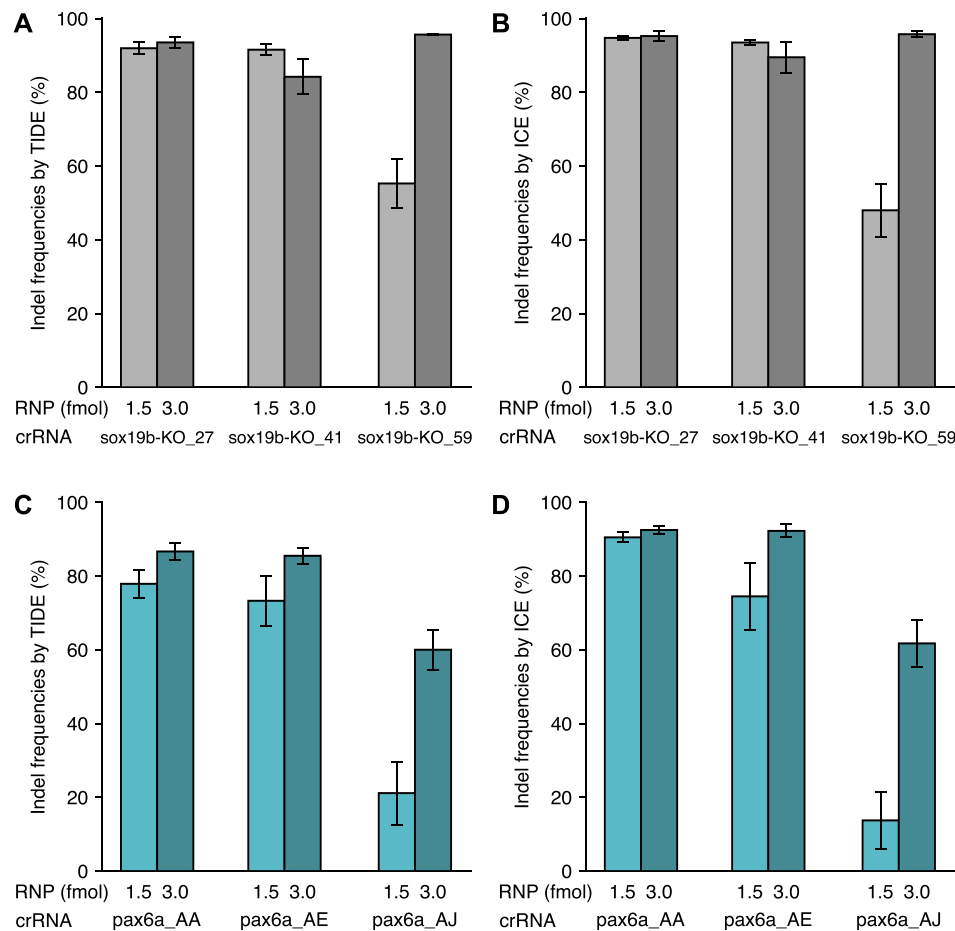 A
Indel frequencies by TIDE (%)
100
80
60
40
20
0
RNP (fmol) 1.5 3.0 1.5 3.0 1.5 3.0
crRNA sox19b-KO_27 sox19b-KO_41 sox19b-KO_59
B
Indel frequencies by ICE (%)
100
80
60
40
20
0
RNP (fmol) 1.5 3.0 1.5 3.0 1.5 3.0
crRNA sox19b-KO_27 sox19b-KO_41 sox19b-KO_59
C
Indel frequencies by TIDE (%)
100
80
60
40
20
0
RNP (fmol) 1.5 3.0 1.5 3.0 1.5 3.0
crRNA pax6a_AA pax6a_AE pax6a_AJ
D
Indel frequencies by ICE (%)
100
80
60
40
20
0
RNP (fmol) 1.5 3.0 1.5 3.0 1.5 3.0
crRNA pax6a_AA pax6a_AE pax6a_AJ